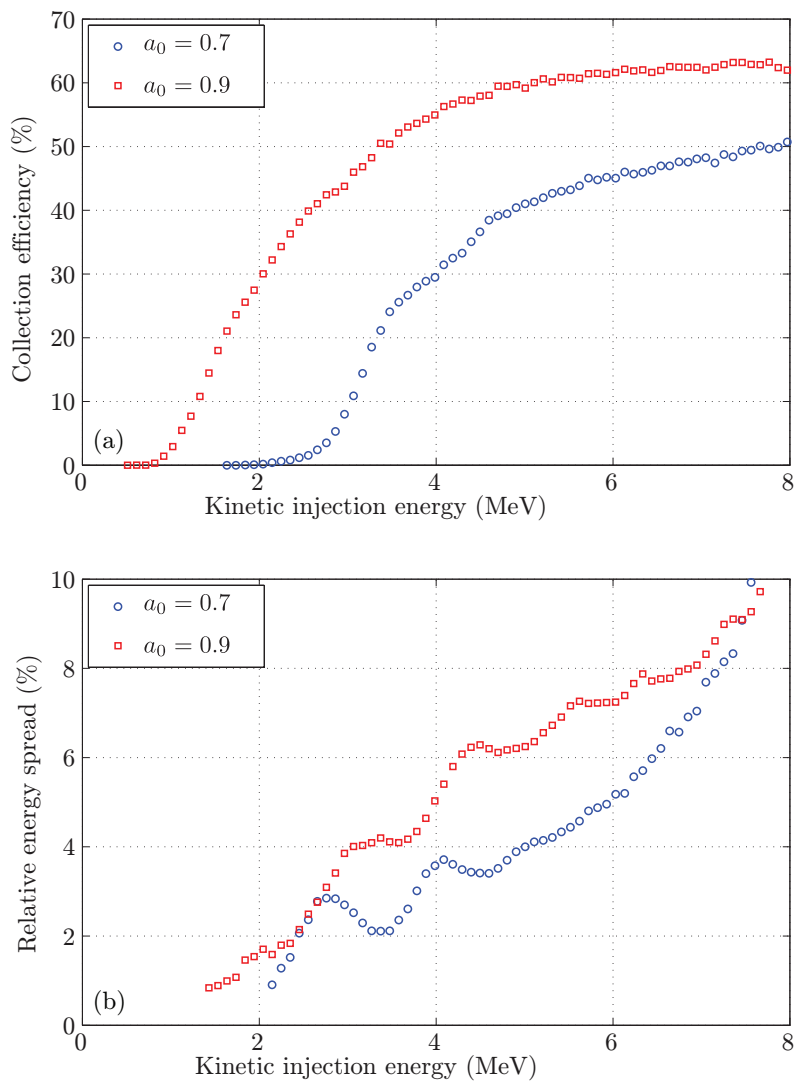 70
60
50
40
30
20
10
0
Collection efficiency (%)
a₀ = 0.7
a₀ = 0.9
(a)
0 2 4 6 8
Kinetic injection energy (MeV)
10
8
6
4
2
0
Relative energy spread (%)
a₀ = 0.7
a₀ = 0.9
(b)
0 2 4 6 8
Kinetic injection energy (MeV)